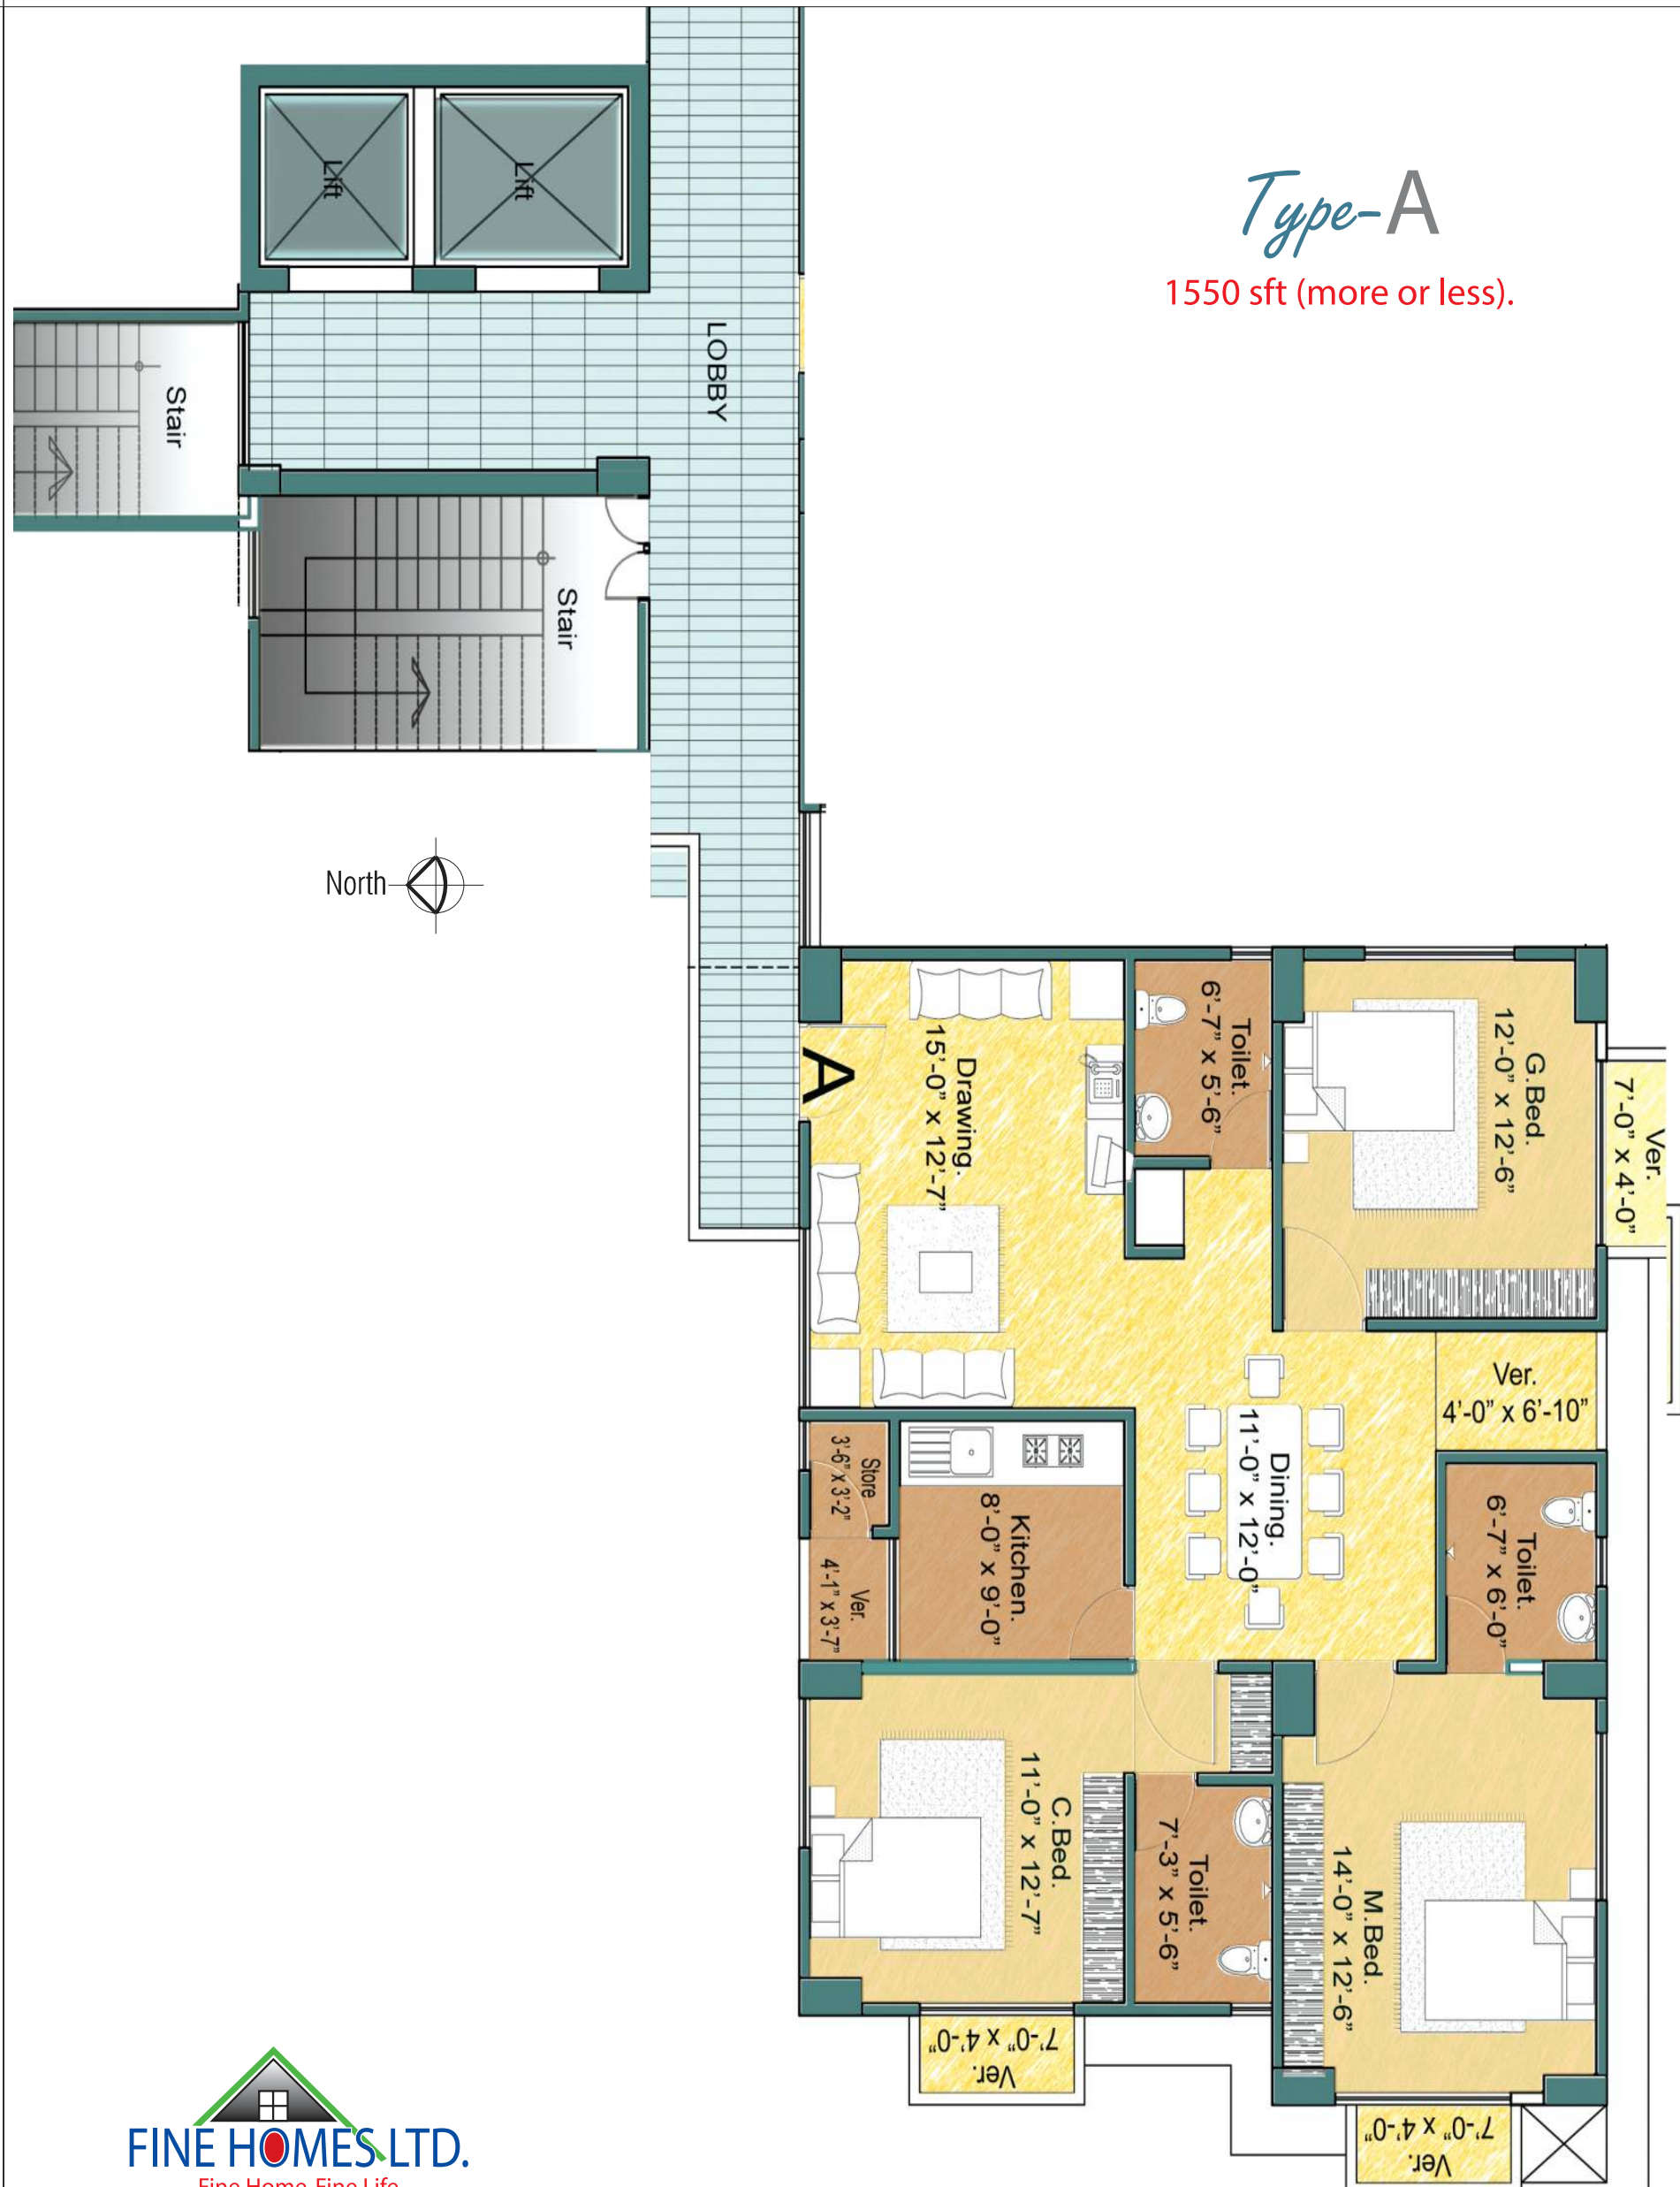 Type-A
1550 sft (more or less).
Lift
Lift
LOBBY
Stair
Stair
North
A
Drawing.
15'-0" x 12'-7"
Toilet.
6'-7" x 5'-6"
G.Bed.
12'-0" x 12'-6"
Ver.
7'-0" x 4'-0"
Ver.
4'-0" x 6'-10"
Dining.
11'-0" x 12'-0"
Toilet.
6'-7" x 6'-0"
Store
3'-6" x 3'-2"
Ver.
4'-1" x 3'-7"
Kitchen.
8'-0" x 9'-0"
C.Bed.
11'-0" x 12'-7"
Toilet.
7'-3" x 5'-6"
M.Bed.
14'-0" x 12'-6"
Ver.
7'-0" x 4'-0"
Ver.
7'-0" x 4'-0"
FINE HOMES LTD.
Fine Home Fine Life